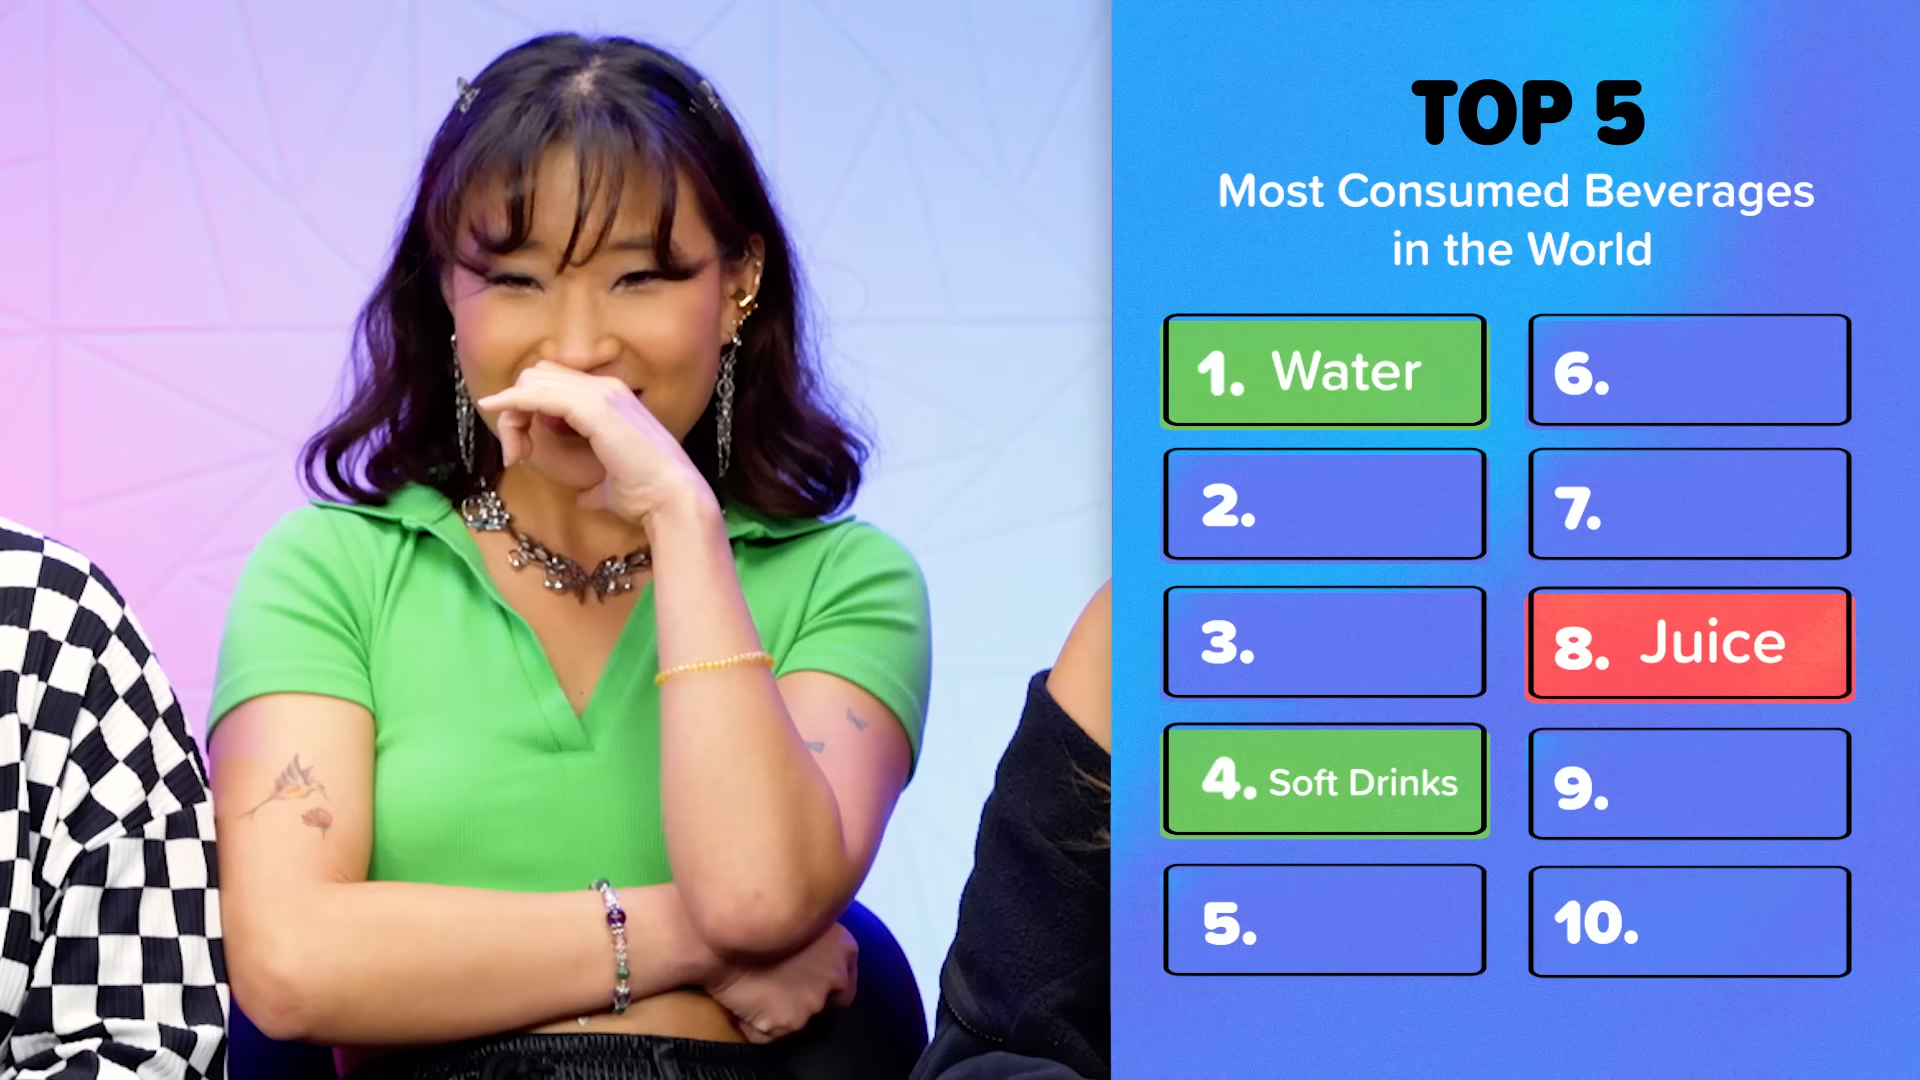 TOP 5
Most Consumed Beverages
in the World
1. Water
2.
3.
4. Soft Drinks
5.
6.
7.
8. Juice
9.
10.